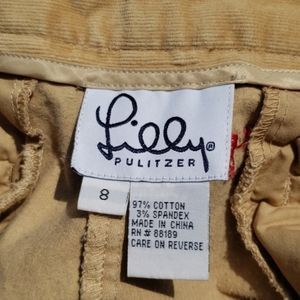 Lilly®
PULITZER
8
97% COTTON
3% SPANDEX
MADE IN CHINA
RN # 88189
CARE ON REVERSE